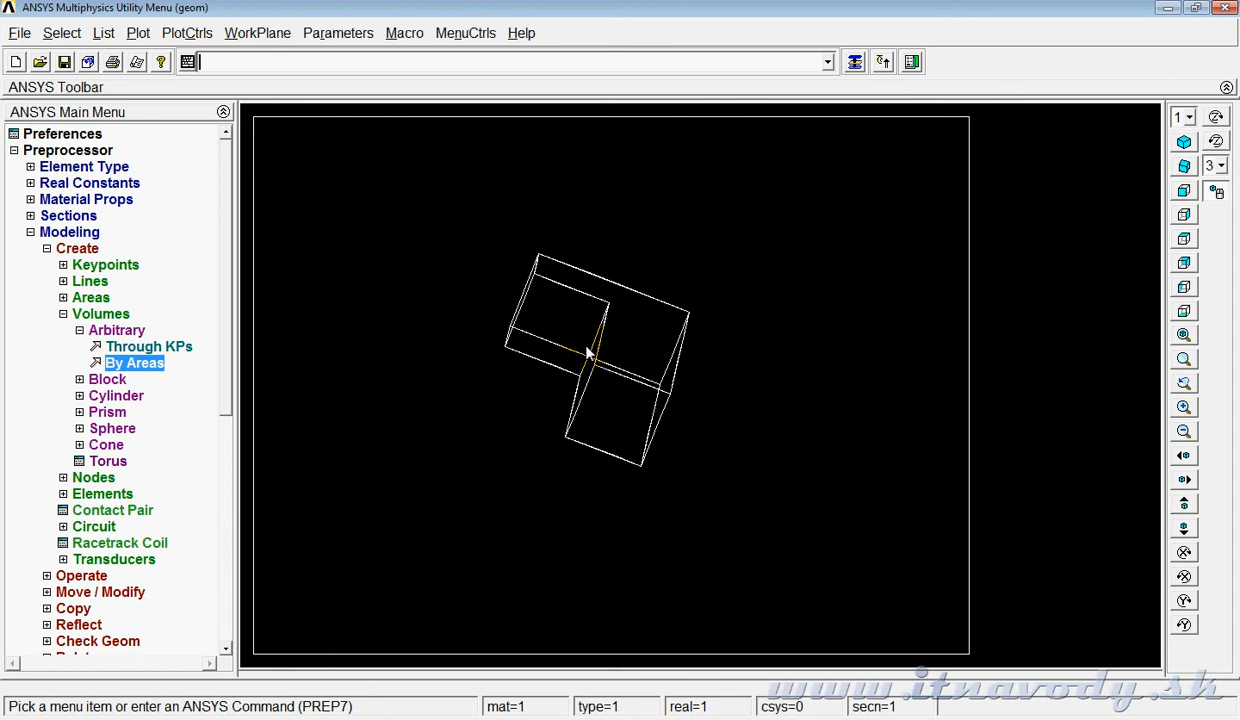 ANSYS Multiphysics Utility Menu (geom)
File Select List Plot PlotCtrls WorkPlane Parameters Macro MenuCtrls Help
ANSYS Toolbar
ANSYS Main Menu
Preferences
Preprocessor
Element Type
Real Constants
Material Props
Sections
Modeling
Create
Keypoints
Lines
Areas
Volumes
Arbitrary
Through KPs
By Areas
Block
Cylinder
Prism
Sphere
Cone
Torus
Nodes
Elements
Contact Pair
Circuit
Racetrack Coil
Transducers
Operate
Move / Modify
Copy
Reflect
Check Geom
1
3
www.itnavody.sk
Pick a menu item or enter an ANSYS Command (PREP7) mat=1 type=1 real=1 csys=0 secn=1